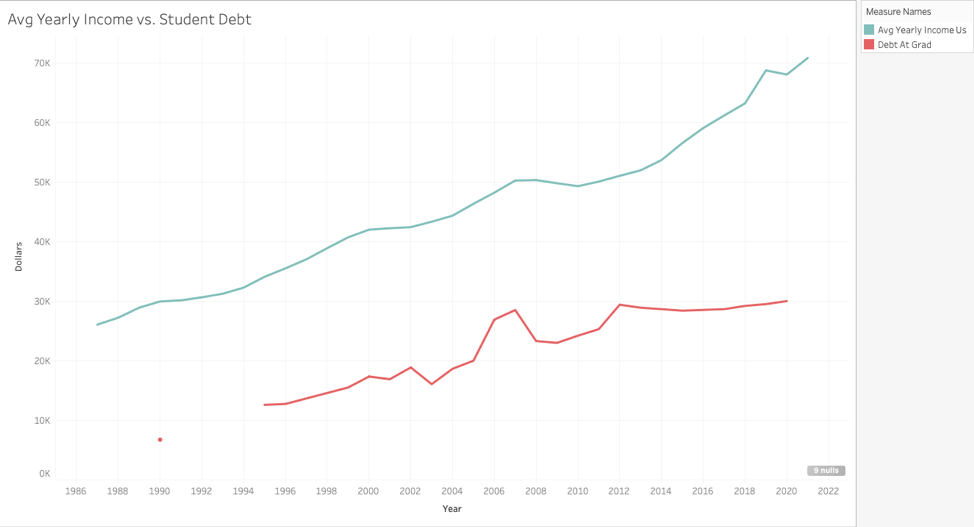 Avg Yearly Income vs. Student Debt
Measure Names
Avg Yearly Income Us
Debt At Grad
70K
60K
50K
40K
30K
20K
10K
0K
Dollars
9 nulls
1986 1988 1990 1992 1994 1996 1998 2000 2002 2004 2006 2008 2010 2012 2014 2016 2018 2020 2022
Year